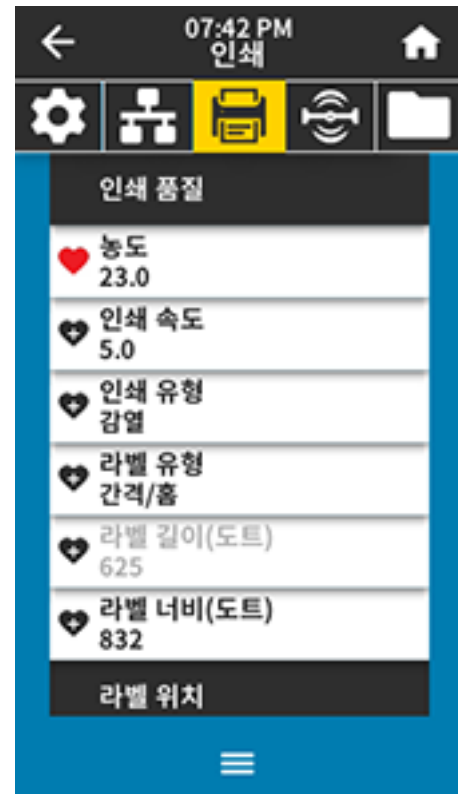 07:42 PM
인쇄
인쇄 품질
농도
23.0
인쇄 속도
5.0
인쇄 유형
감열
라벨 유형
간격/홈
라벨 길이(도트)
625
라벨 너비(도트)
832
라벨 위치